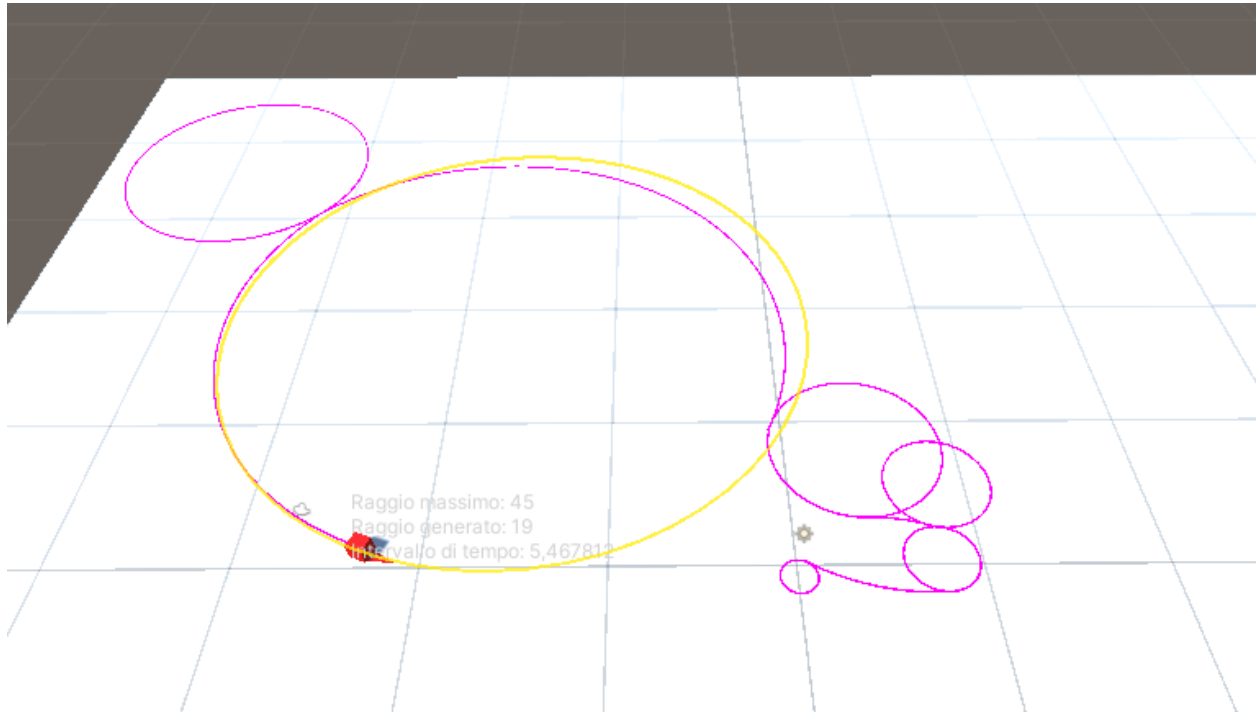 Raggio massimo: 45
Raggio generato: 19
Intervallo di tempo: 5,467812